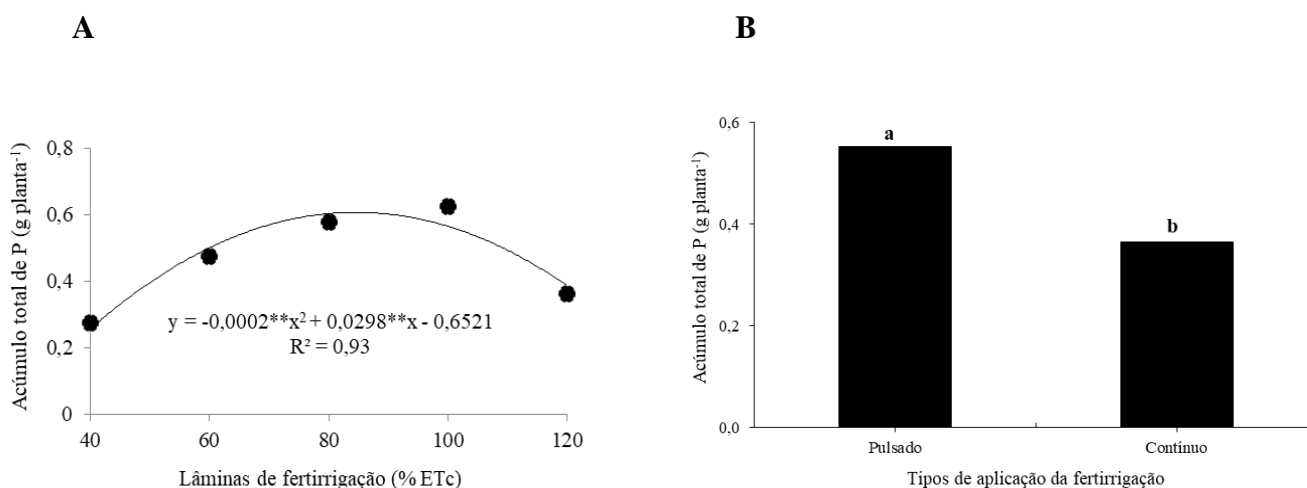 A
Acúmulo total de P (g planta⁻¹)
0,8
0,6
0,4
0,2
0
y = -0,0002**x² + 0,0298**x - 0,6521
R² = 0,93
40 60 80 100 120
Lâminas de fertirrigação (% ETc)
B
Acúmulo total de P (g planta⁻¹)
0,6
0,4
0,2
0,0
a
b
Pulsado Contínuo
Tipos de aplicação da fertirrigação